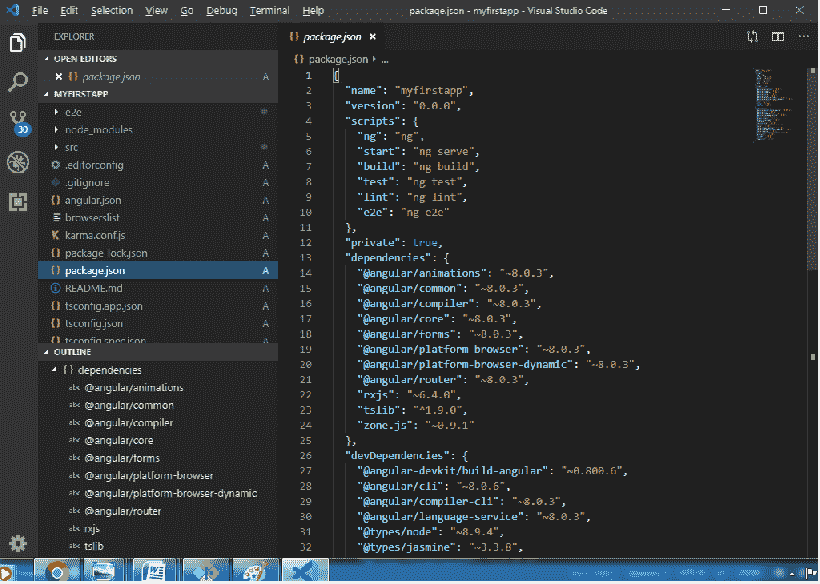 File Edit Selection View Go Debug Terminal Help package.json - myfirstapp - Visual Studio Code
EXPLORER
OPEN EDITORS
package.json A
MYFIRSTAPP
e2e
node_modules
src
.editorconfig A
.gitignore A
angular.json A
browserslist A
karma.conf.js A
package-lock.json A
package.json A
README.md A
tsconfig.app.json A
tsconfig.json A
tsconfig.spec.json A
OUTLINE
{} dependencies
abc @angular/animations
abc @angular/common
abc @angular/compiler
abc @angular/core
abc @angular/forms
abc @angular/platform-browser
abc @angular/platform-browser-dynamic
abc @angular/router
abc rxjs
abc tslib
30
{} package.json
{} package.json ...
1 {
2 "name": "myfirstapp",
3 "version": "0.0.0",
4 "scripts": {
5 "ng": "ng",
6 "start": "ng serve",
7 "build": "ng build",
8 "test": "ng test",
9 "lint": "ng lint",
10 "e2e": "ng e2e"
11 },
12 "private": true,
13 "dependencies": {
14 "@angular/animations": "~8.0.3",
15 "@angular/common": "~8.0.3",
16 "@angular/compiler": "~8.0.3",
17 "@angular/core": "~8.0.3",
18 "@angular/forms": "~8.0.3",
19 "@angular/platform-browser": "~8.0.3",
20 "@angular/platform-browser-dynamic": "~8.0.3",
21 "@angular/router": "~8.0.3",
22 "rxjs": "~6.4.0",
23 "tslib": "^1.9.0",
24 "zone.js": "~0.9.1"
25 },
26 "devDependencies": {
27 "@angular-devkit/build-angular": "~0.800.6",
28 "@angular/cli": "~8.0.6",
29 "@angular/compiler-cli": "~8.0.3",
30 "@angular/language-service": "~8.0.3",
31 "@types/node": "~8.9.4",
32 "@types/jasmine": "~3.3.8",